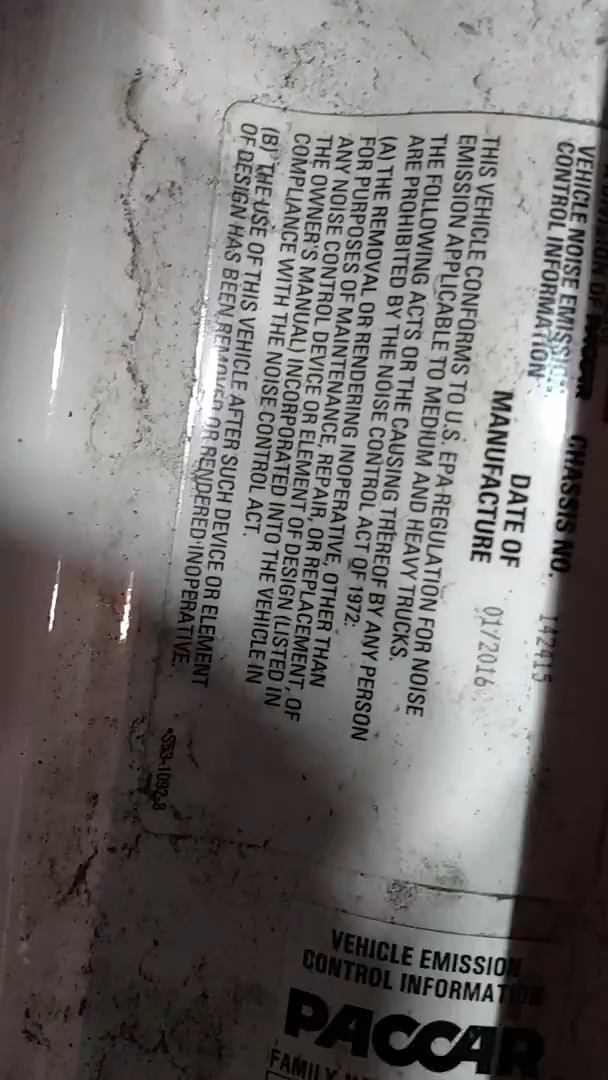 VEHICLE NOISE EMISSION
CONTROL INFORMATION
CHASSIS NO. 142415
DATE OF
MANUFACTURE 01/2016
THIS VEHICLE CONFORMS TO U.S. EPA REGULATION FOR NOISE
EMISSION APPLICABLE TO MEDIUM AND HEAVY TRUCKS.
THE FOLLOWING ACTS OR THE CAUSING THEREOF BY ANY PERSON
ARE PROHIBITED BY THE NOISE CONTROL ACT OF 1972:
(A) THE REMOVAL OR RENDERING INOPERATIVE, OTHER THAN
FOR PURPOSES OF MAINTENANCE, REPAIR, OR REPLACEMENT, OF
ANY NOISE CONTROL DEVICE OR ELEMENT OF DESIGN (LISTED IN
THE OWNER'S MANUAL) INCORPORATED INTO THE VEHICLE IN
COMPLIANCE WITH THE NOISE CONTROL ACT.
(B) THE USE OF THIS VEHICLE AFTER SUCH DEVICE OR ELEMENT
OF DESIGN HAS BEEN REMOVED OR RENDERED INOPERATIVE.
S53-1092-8
VEHICLE EMISSION
CONTROL INFORMATION
PACCAR
FAMILY